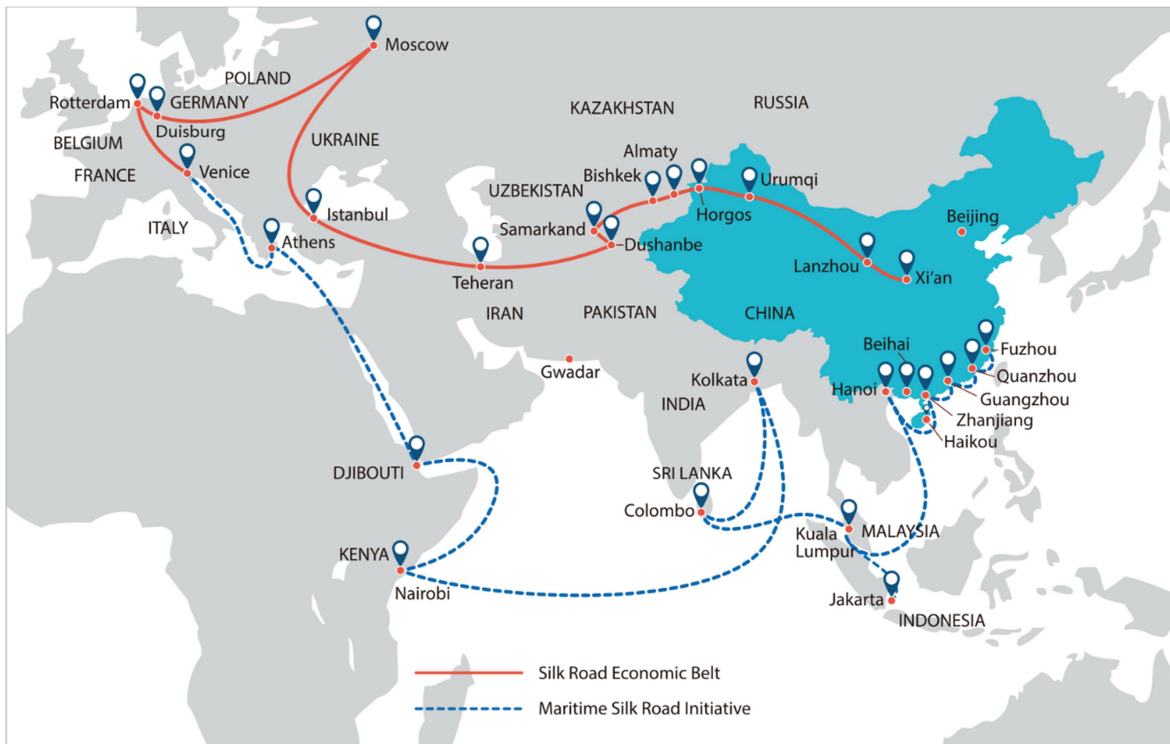 Moscow
POLAND
Rotterdam
GERMANY
Duisburg
BELGIUM
FRANCE
Venice
UKRAINE
KAZAKHSTAN
RUSSIA
Almaty
Bishkek
Urumqi
UZBEKISTAN
Horgos
Istanbul
ITALY
Athens
Samarkand
Dushanbe
Beijing
Lanzhou
Xi'an
Teheran
IRAN
PAKISTAN
CHINA
Beihai
Fuzhou
Gwadar
Kolkata
Hanoi
Quanzhou
INDIA
Guangzhou
Zhanjiang
Haikou
DJIBOUTI
SRI LANKA
Colombo
Kuala
Lumpur
MALAYSIA
KENYA
Nairobi
Jakarta
INDONESIA
Silk Road Economic Belt
Maritime Silk Road Initiative